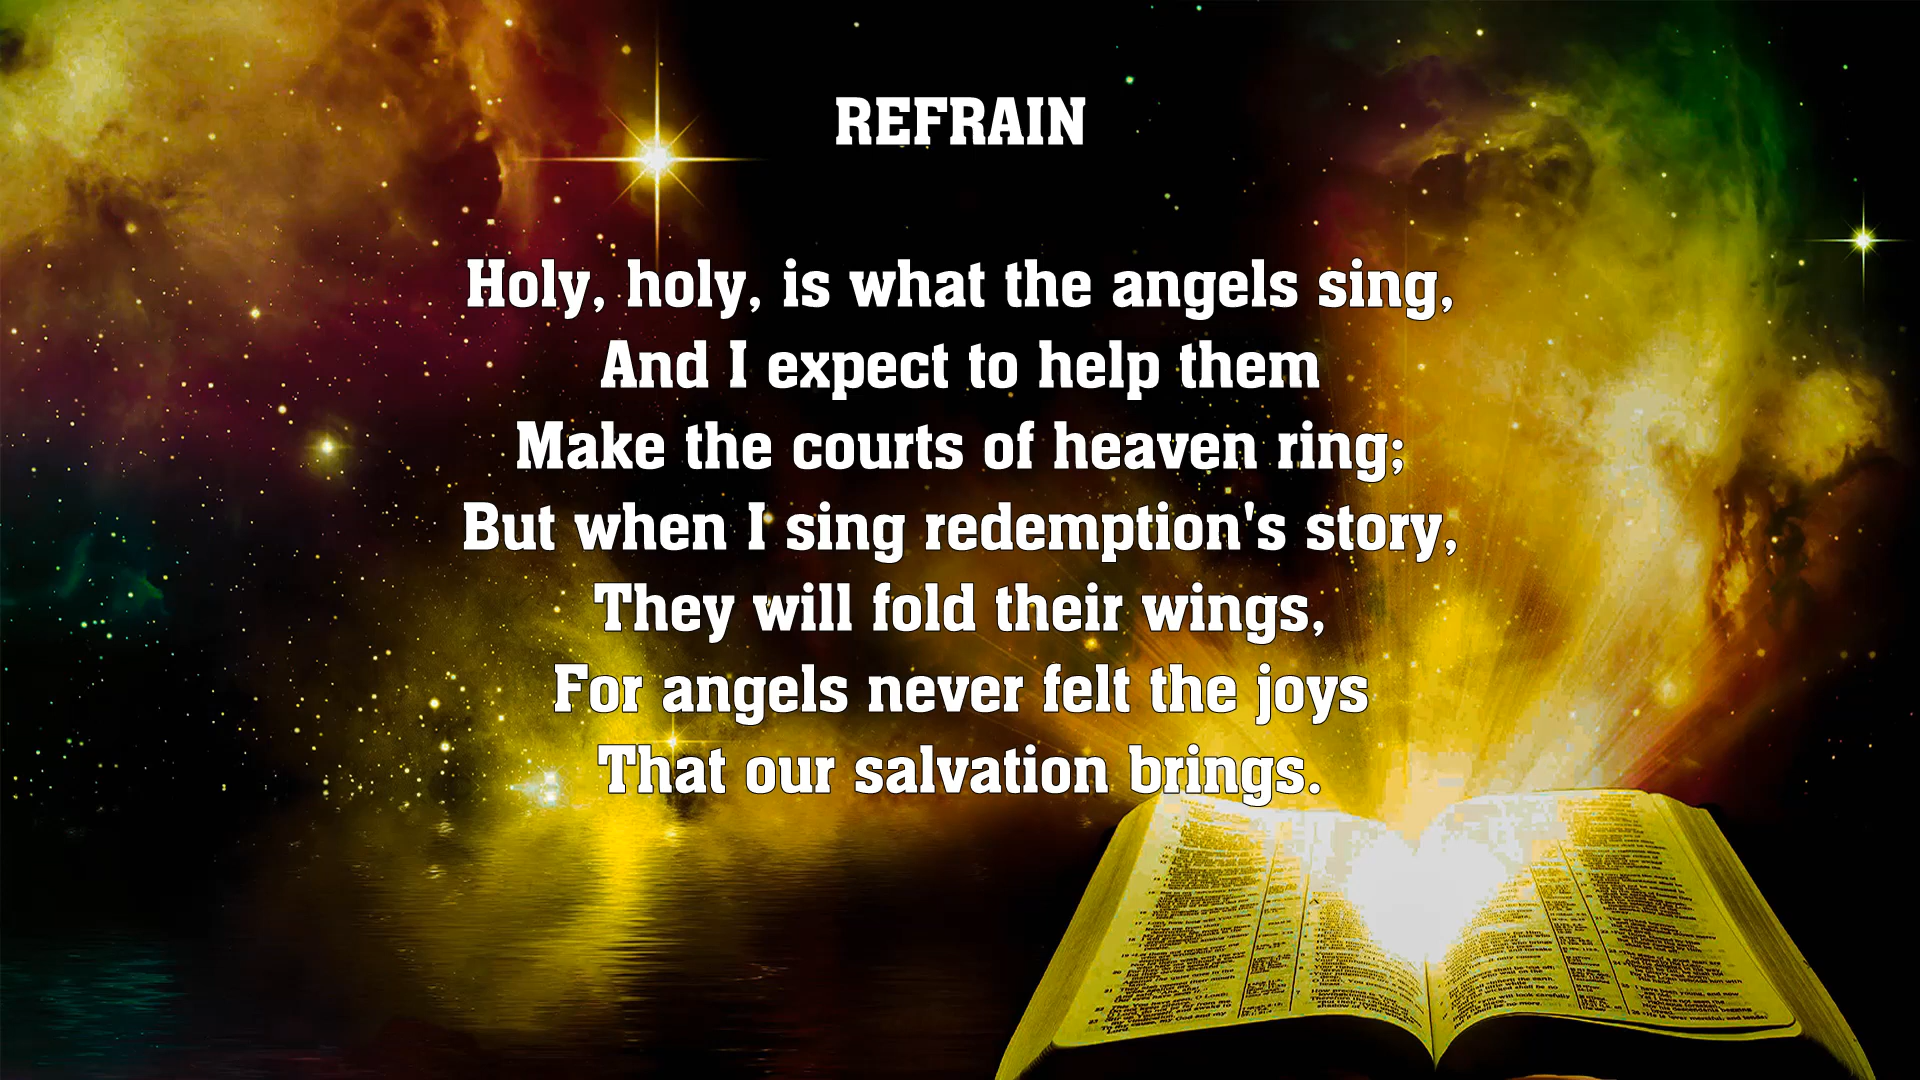 REFRAIN
Holy, holy, is what the angels sing,
And I expect to help them
Make the courts of heaven ring;
But when I sing redemption's story,
They will fold their wings,
For angels never felt the joys
That our salvation brings.